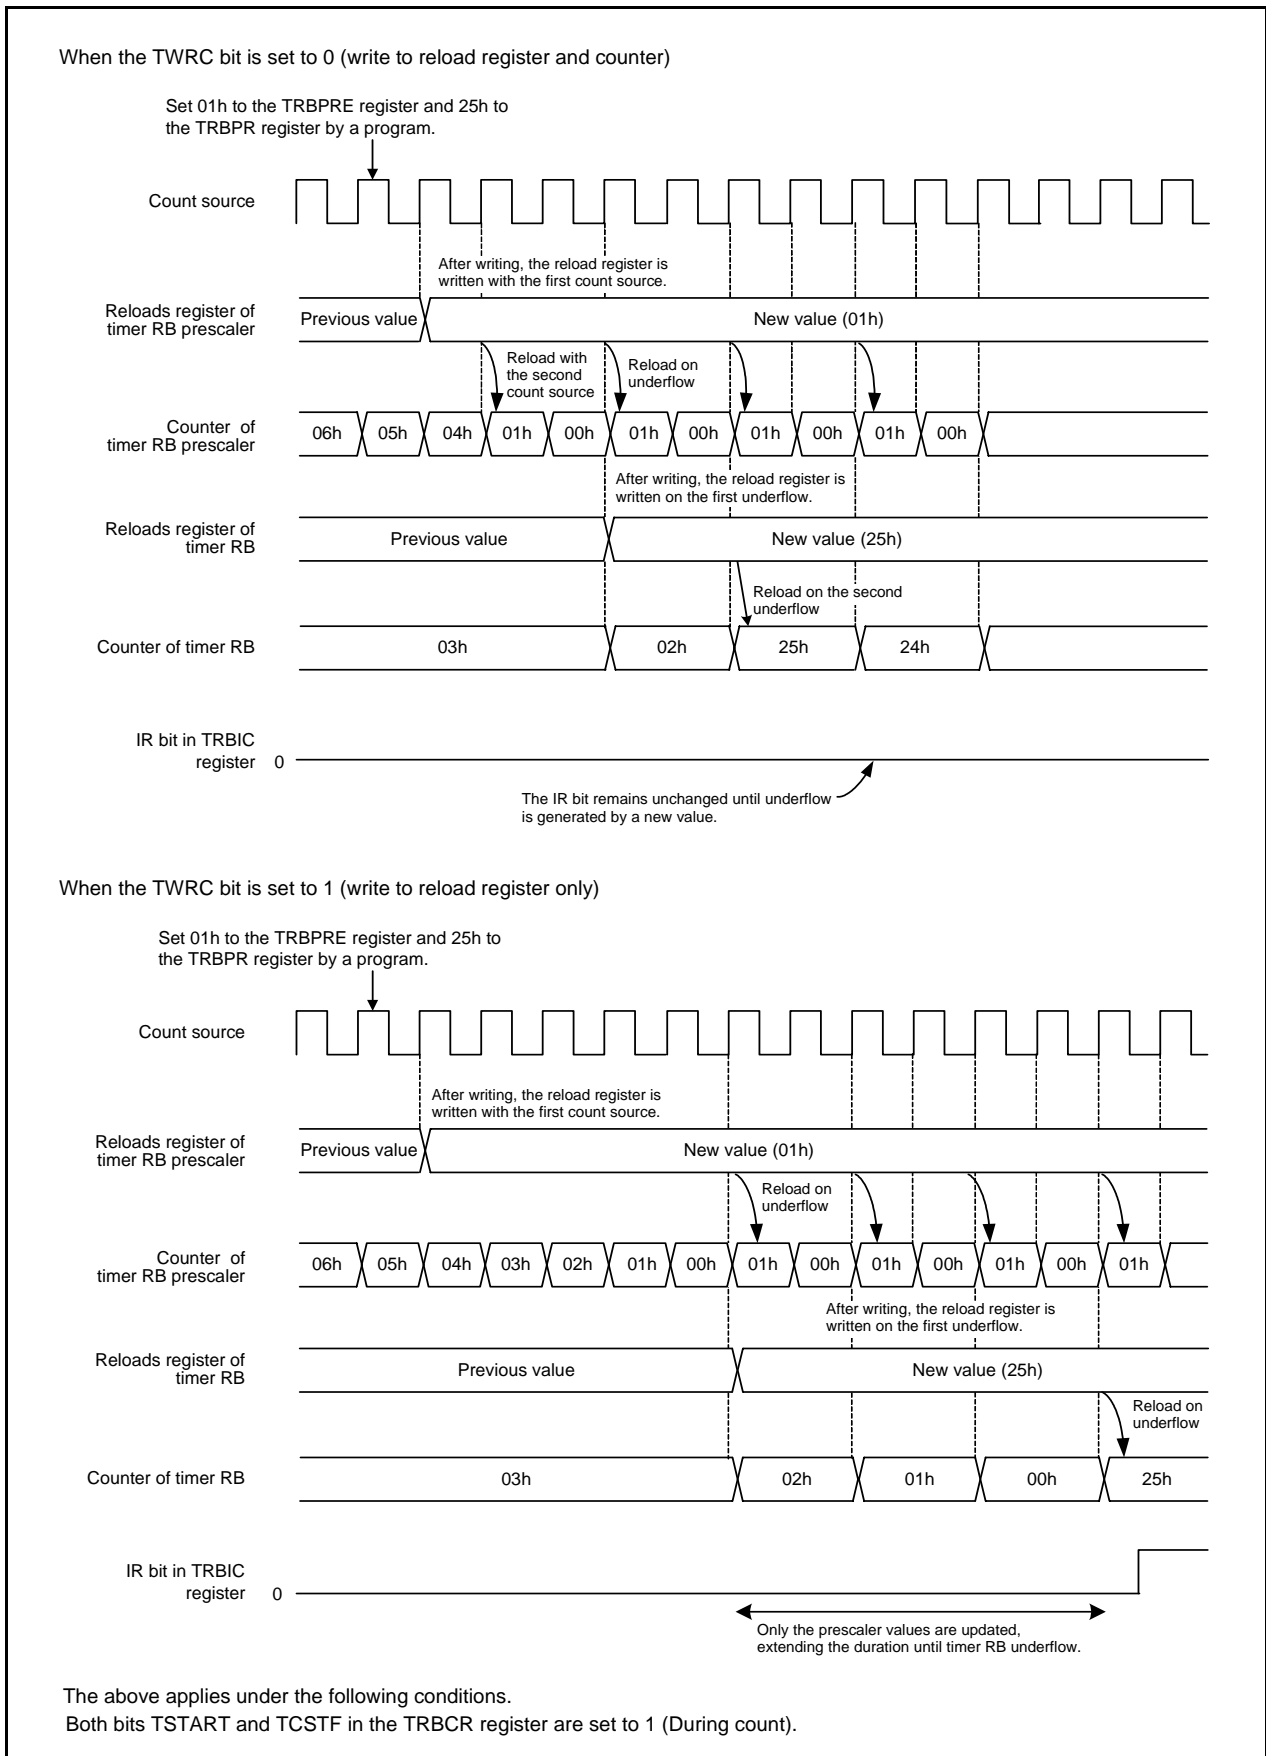 When the TWRC bit is set to 0 (write to reload register and counter)
Set 01h to the TRBPRE register and 25h to
the TRBPR register by a program.
Count source
After writing, the reload register is
written with the first count source.
Reloads register of
timer RB prescaler
Previous value
New value (01h)
Reload with
the second
count source
Reload on
underflow
Counter of
timer RB prescaler
06h 05h 04h 01h 00h 01h 00h 01h 00h 01h 00h
After writing, the reload register is
written on the first underflow.
Reloads register of
timer RB
Previous value
New value (25h)
Reload on the second
underflow
Counter of timer RB
03h 02h 25h 24h
IR bit in TRBIC
register 0
The IR bit remains unchanged until underflow
is generated by a new value.
When the TWRC bit is set to 1 (write to reload register only)
Set 01h to the TRBPRE register and 25h to
the TRBPR register by a program.
Count source
After writing, the reload register is
written with the first count source.
Reloads register of
timer RB prescaler
Previous value
New value (01h)
Reload on
underflow
Counter of
timer RB prescaler
06h 05h 04h 03h 02h 01h 00h 01h 00h 01h 00h 01h 00h 01h
After writing, the reload register is
written on the first underflow.
Reloads register of
timer RB
Previous value
New value (25h)
Reload on
underflow
Counter of timer RB
03h 02h 01h 00h 25h
IR bit in TRBIC
register 0
Only the prescaler values are updated,
extending the duration until timer RB underflow.
The above applies under the following conditions.
Both bits TSTART and TCSTF in the TRBCR register are set to 1 (During count).